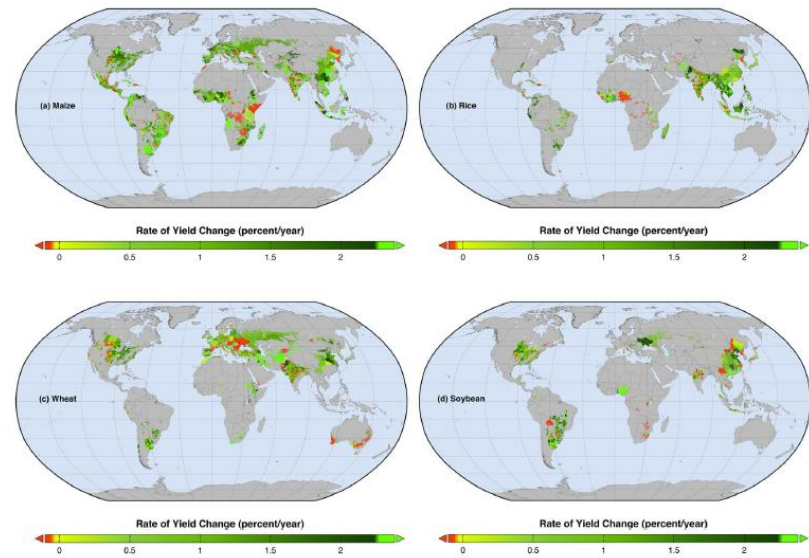 (a) Maize
(b) Rice
Rate of Yield Change (percent/year)
0 0.5 1 1.5 2
Rate of Yield Change (percent/year)
0 0.5 1 1.5 2
(c) Wheat
(d) Soybean
Rate of Yield Change (percent/year)
0 0.5 1 1.5 2
Rate of Yield Change (percent/year)
0 0.5 1 1.5 2